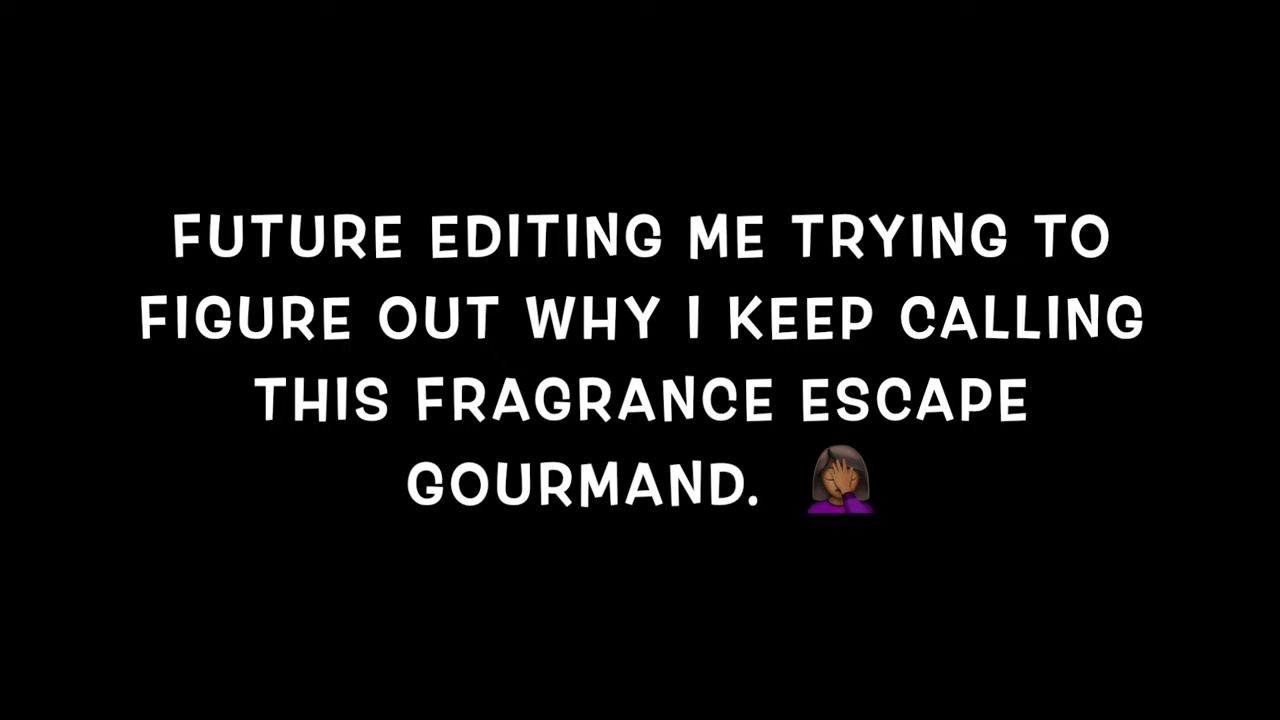 FUTURE EDITING ME TRYING TO
FIGURE OUT WHY I KEEP CALLING
THIS FRAGRANCE ESCAPE
GOURMAND. 🤦🏾‍♀️